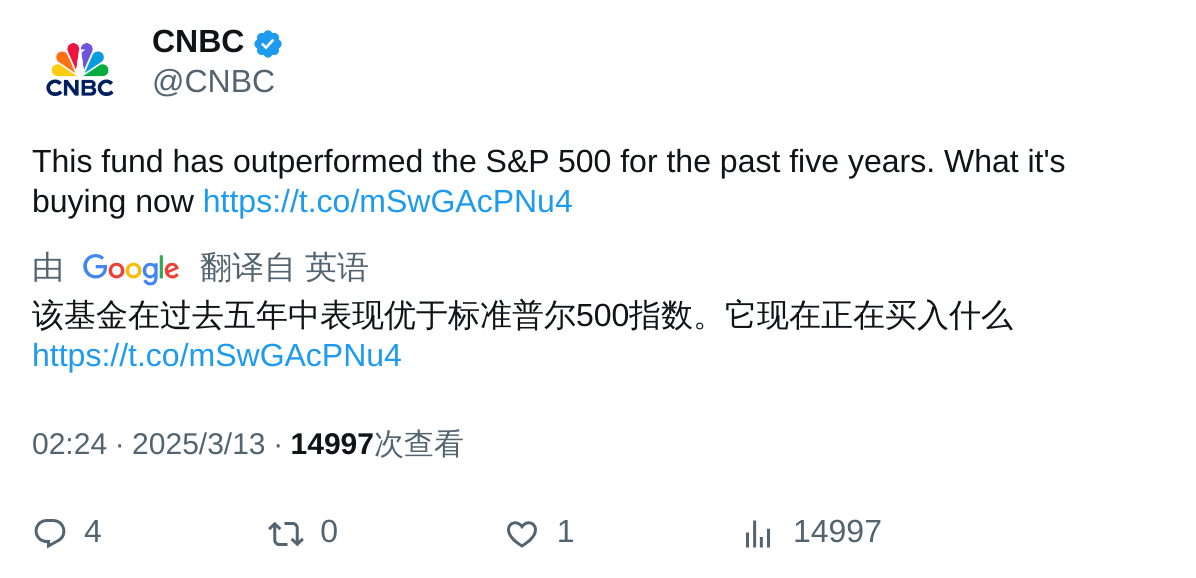 CNBC
CNBC
@CNBC
This fund has outperformed the S&P 500 for the past five years. What it's
buying now https://t.co/mSwGAcPNu4
由 Google 翻译自 英语
该基金在过去五年中表现优于标准普尔500指数。它现在正在买入什么
https://t.co/mSwGAcPNu4
02:24 · 2025/3/13 · 14997次查看
4 0 1 14997